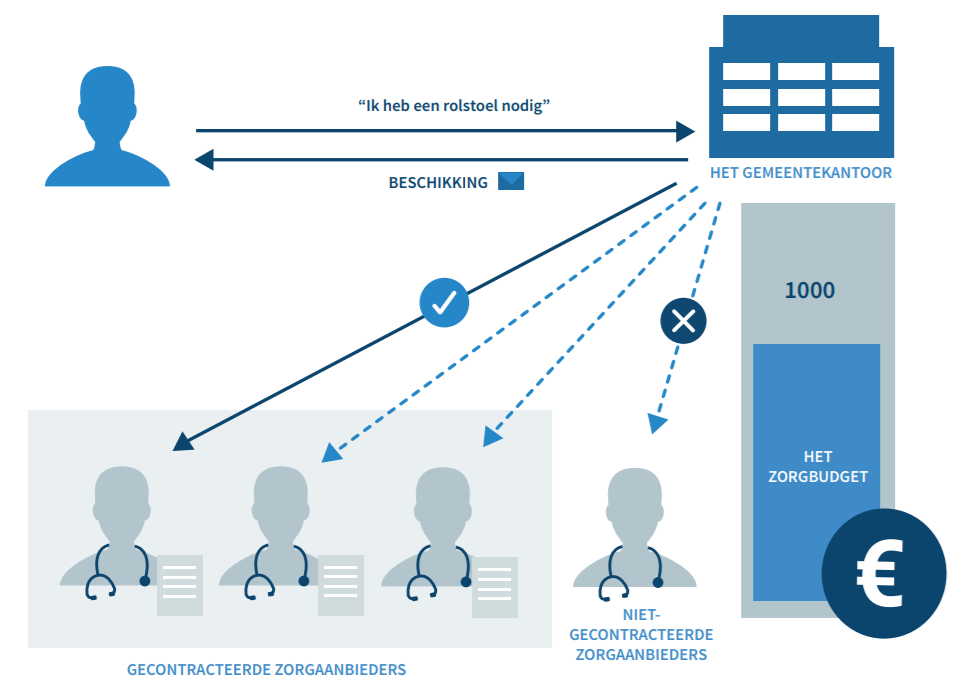 “Ik heb een rolstoel nodig”
BESCHIKKING
HET GEMEENTEKANTOOR
1000
HET
ZORGBUDGET
€
NIET-
GECONTRACTEERDE
ZORGAANBIEDERS
GECONTRACTEERDE ZORGAANBIEDERS